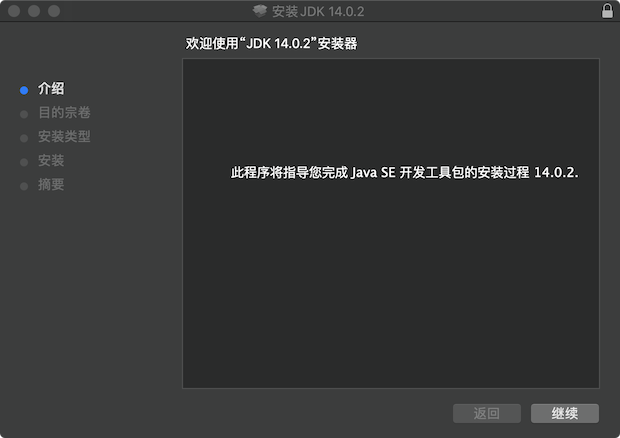 安装JDK 14.0.2
欢迎使用“JDK 14.0.2”安装器
介绍
目的宗卷
安装类型
安装
摘要
此程序将指导您完成 Java SE 开发工具包的安装过程 14.0.2.
返回
继续